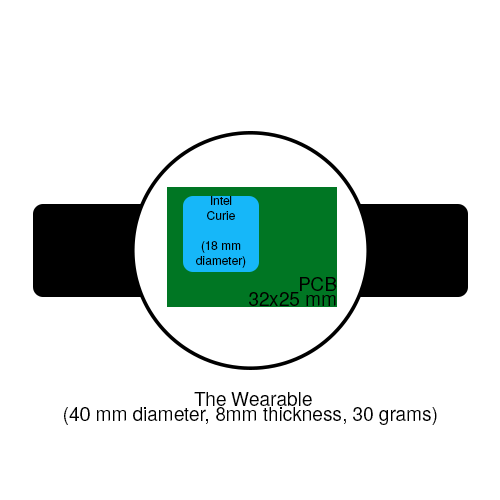 Intel
Curie
(18 mm
diameter)
PCB
32x25 mm
The Wearable
(40 mm diameter, 8mm thickness, 30 grams)